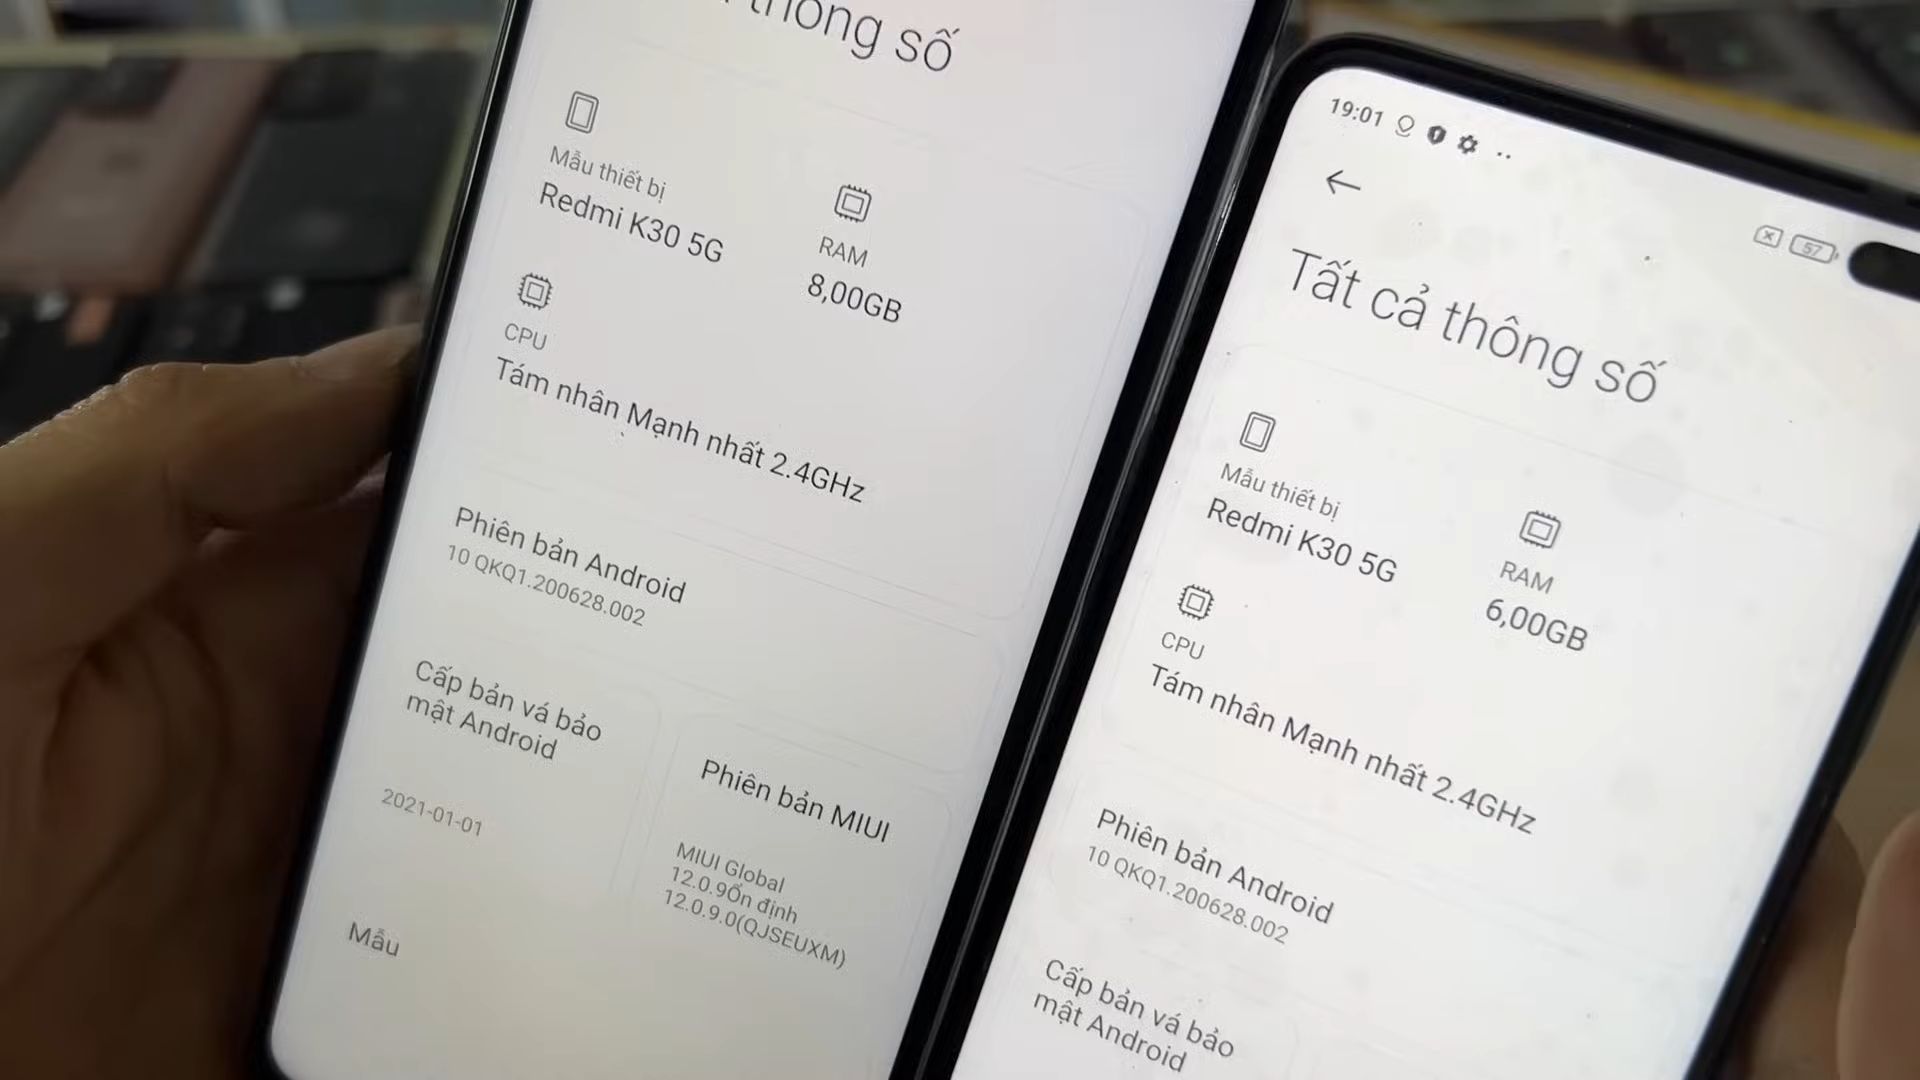 thông số
Mẫu thiết bị
Redmi K30 5G
RAM
8,00GB
CPU
Tám nhân Mạnh nhất 2.4GHz
Phiên bản Android
10 QKQ1.200628.002
Cấp bản vá bảo
mật Android
2021-01-01
Phiên bản MIUI
MIUI Global
12.0.9Ổn định
12.0.9.0(QJSEUXM)
Mẫu
19:01
57
Tất cả thông số
Mẫu thiết bị
Redmi K30 5G
RAM
6,00GB
CPU
Tám nhân Mạnh nhất 2.4GHz
Phiên bản Android
10 QKQ1.200628.002
Cấp bản vá bảo
mật Android